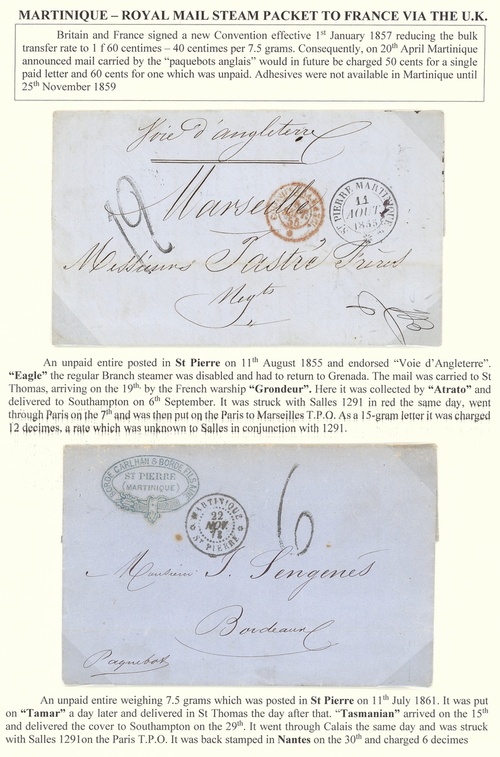 MARTINIQUE – ROYAL MAIL STEAM PACKET TO FRANCE VIA THE U.K.
Britain and France signed a new Convention effective 1st January 1857 reducing the bulk
transfer rate to 1 f 60 centimes – 40 centimes per 7.5 grams. Consequently, on 20th April Martinique
announced mail carried by the "paquebots anglais" would in future be charged 50 cents for a single
paid letter and 60 cents for one which was unpaid. Adhesives were not available in Martinique until
25th November 1859
Voie d'angleterre
12
Marseille
ST PIERRE MARTINIQUE
11
AOUT
1855
Messieurs Pastré Frères
Negts
An unpaid entire posted in St Pierre on 11th August 1855 and endorsed "Voie d'Angleterre".
"Eagle" the regular Branch steamer was disabled and had to return to Grenada. The mail was carried to St
Thomas, arriving on the 19th by the French warship "Grondeur". Here it was collected by "Atrato" and
delivered to Southampton on 6th September. It was struck with Salles 1291 in red the same day, went
through Paris on the 7th and was then put on the Paris to Marseilles T.P.O. As a 15-gram letter it was charged
12 decimes, a rate which was unknown to Salles in conjunction with 1291.
ST PIERRE
(MARTINIQUE)
MARTINIQUE
22
NOV.
ST PIERRE
6
Monsieur J. Sengenés
Bordeaux
Paquebot
An unpaid entire weighing 7.5 grams which was posted in St Pierre on 11th July 1861. It was put
on "Tamar" a day later and delivered in St Thomas the day after that. "Tasmanian" arrived on the 15th
and delivered the cover to Southampton on the 29th. It went through Calais the same day and was struck
with Salles 1291on the Paris T.P.O. It was back stamped in Nantes on the 30th and charged 6 decimes